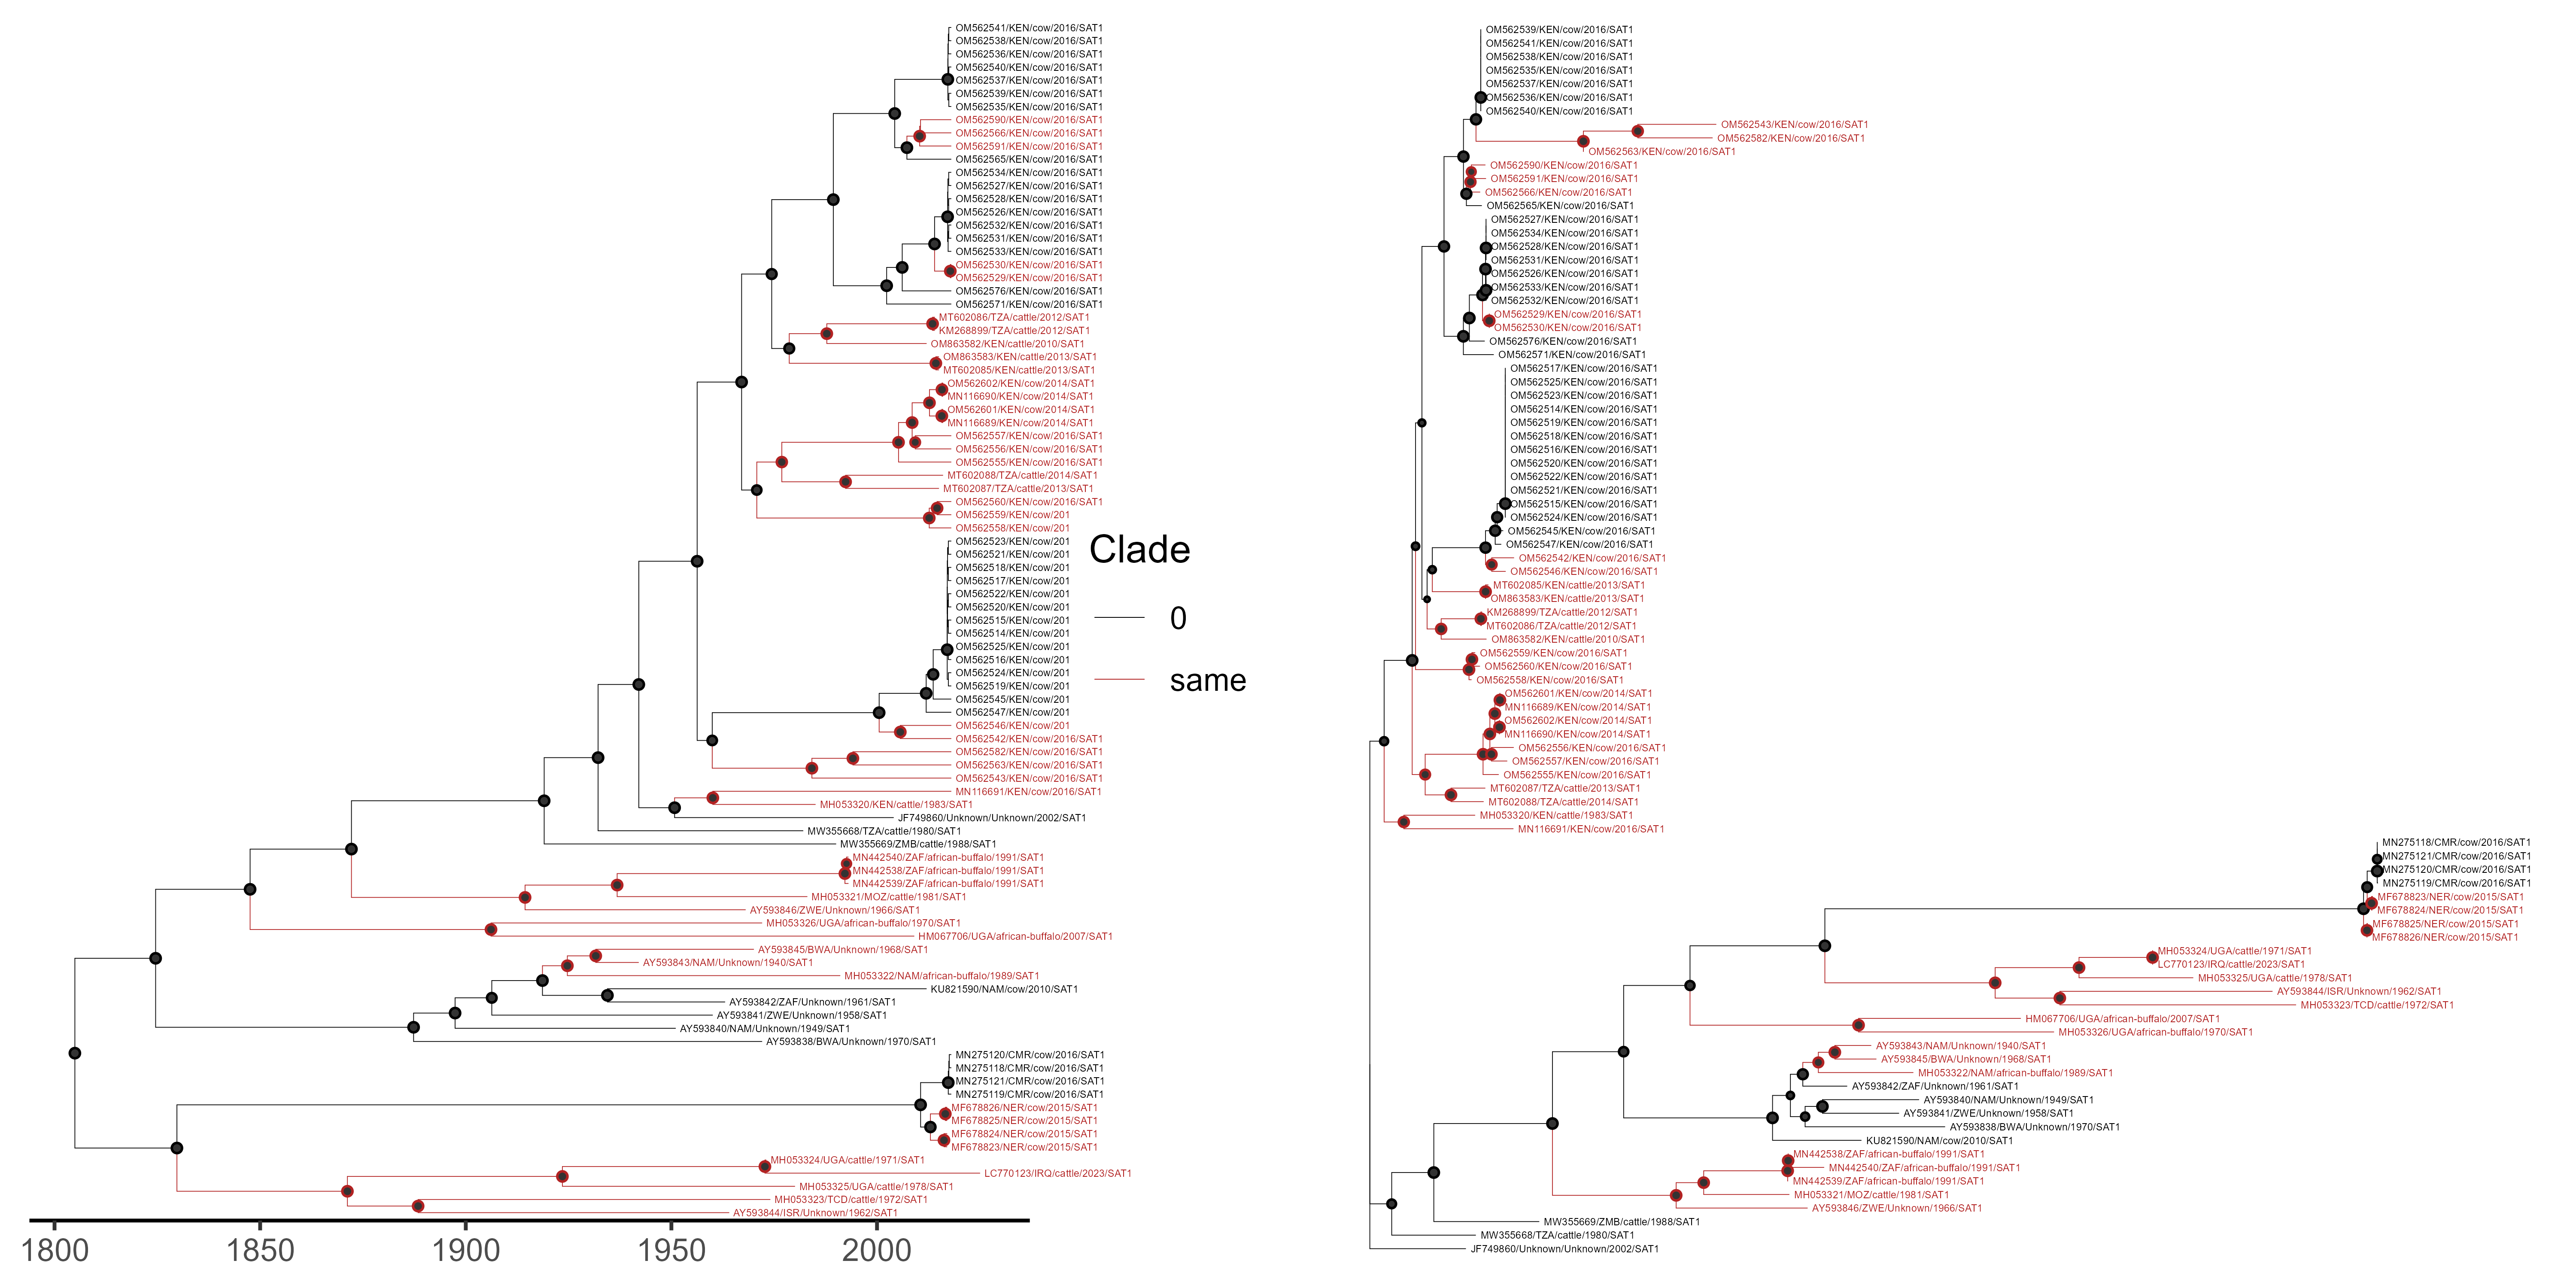 OM562541/KEN/cow/2016/SAT1
OM562538/KEN/cow/2016/SAT1
OM562536/KEN/cow/2016/SAT1
OM562540/KEN/cow/2016/SAT1
OM562537/KEN/cow/2016/SAT1
OM562539/KEN/cow/2016/SAT1
OM562535/KEN/cow/2016/SAT1
OM562590/KEN/cow/2016/SAT1
OM562566/KEN/cow/2016/SAT1
OM562591/KEN/cow/2016/SAT1
OM562565/KEN/cow/2016/SAT1
OM562534/KEN/cow/2016/SAT1
OM562527/KEN/cow/2016/SAT1
OM562528/KEN/cow/2016/SAT1
OM562526/KEN/cow/2016/SAT1
OM562532/KEN/cow/2016/SAT1
OM562531/KEN/cow/2016/SAT1
OM562533/KEN/cow/2016/SAT1
OM562530/KEN/cow/2016/SAT1
OM562529/KEN/cow/2016/SAT1
OM562576/KEN/cow/2016/SAT1
OM562571/KEN/cow/2016/SAT1
MT602086/TZA/cattle/2012/SAT1
KM268899/TZA/cattle/2012/SAT1
OM863582/KEN/cattle/2010/SAT1
OM863583/KEN/cattle/2013/SAT1
MT602085/KEN/cattle/2013/SAT1
OM562602/KEN/cow/2014/SAT1
MN116690/KEN/cow/2014/SAT1
OM562601/KEN/cow/2014/SAT1
MN116689/KEN/cow/2014/SAT1
OM562557/KEN/cow/2016/SAT1
OM562556/KEN/cow/2016/SAT1
OM562555/KEN/cow/2016/SAT1
MT602088/TZA/cattle/2014/SAT1
MT602087/TZA/cattle/2013/SAT1
OM562560/KEN/cow/2016/SAT1
OM562559/KEN/cow/201
OM562558/KEN/cow/201
OM562523/KEN/cow/201
OM562521/KEN/cow/201
OM562518/KEN/cow/201
OM562517/KEN/cow/201
OM562522/KEN/cow/201
OM562520/KEN/cow/201
OM562515/KEN/cow/201
OM562514/KEN/cow/201
OM562525/KEN/cow/201
OM562516/KEN/cow/201
OM562524/KEN/cow/201
OM562519/KEN/cow/201
OM562545/KEN/cow/201
OM562547/KEN/cow/201
OM562546/KEN/cow/201
OM562542/KEN/cow/2016/SAT1
OM562582/KEN/cow/2016/SAT1
OM562563/KEN/cow/2016/SAT1
OM562543/KEN/cow/2016/SAT1
MN116691/KEN/cow/2016/SAT1
MH053320/KEN/cattle/1983/SAT1
JF749860/Unknown/Unknown/2002/SAT1
MW355668/TZA/cattle/1980/SAT1
MW355669/ZMB/cattle/1988/SAT1
MN442540/ZAF/african-buffalo/1991/SAT1
MN442538/ZAF/african-buffalo/1991/SAT1
MN442539/ZAF/african-buffalo/1991/SAT1
MH053321/MOZ/cattle/1981/SAT1
AY593846/ZWE/Unknown/1966/SAT1
MH053326/UGA/african-buffalo/1970/SAT1
HM067706/UGA/african-buffalo/2007/SAT1
AY593845/BWA/Unknown/1968/SAT1
AY593843/NAM/Unknown/1940/SAT1
MH053322/NAM/african-buffalo/1989/SAT1
KU821590/NAM/cow/2010/SAT1
AY593842/ZAF/Unknown/1961/SAT1
AY593841/ZWE/Unknown/1958/SAT1
AY593840/NAM/Unknown/1949/SAT1
AY593838/BWA/Unknown/1970/SAT1
MN275120/CMR/cow/2016/SAT1
MN275118/CMR/cow/2016/SAT1
MN275121/CMR/cow/2016/SAT1
MN275119/CMR/cow/2016/SAT1
MF678826/NER/cow/2015/SAT1
MF678825/NER/cow/2015/SAT1
MF678824/NER/cow/2015/SAT1
MF678823/NER/cow/2015/SAT1
MH053324/UGA/cattle/1971/SAT1
LC770123/IRQ/cattle/2023/SAT1
MH053325/UGA/cattle/1978/SAT1
MH053323/TCD/cattle/1972/SAT1
AY593844/ISR/Unknown/1962/SAT1
1800 1850 1900 1950 2000
Clade
0
same
OM562539/KEN/cow/2016/SAT1
OM562541/KEN/cow/2016/SAT1
OM562538/KEN/cow/2016/SAT1
OM562535/KEN/cow/2016/SAT1
OM562537/KEN/cow/2016/SAT1
OM562536/KEN/cow/2016/SAT1
OM562540/KEN/cow/2016/SAT1
OM562543/KEN/cow/2016/SAT1
OM562582/KEN/cow/2016/SAT1
OM562563/KEN/cow/2016/SAT1
OM562590/KEN/cow/2016/SAT1
OM562591/KEN/cow/2016/SAT1
OM562566/KEN/cow/2016/SAT1
OM562565/KEN/cow/2016/SAT1
OM562527/KEN/cow/2016/SAT1
OM562534/KEN/cow/2016/SAT1
OM562528/KEN/cow/2016/SAT1
OM562531/KEN/cow/2016/SAT1
OM562526/KEN/cow/2016/SAT1
OM562533/KEN/cow/2016/SAT1
OM562532/KEN/cow/2016/SAT1
OM562529/KEN/cow/2016/SAT1
OM562530/KEN/cow/2016/SAT1
OM562576/KEN/cow/2016/SAT1
OM562571/KEN/cow/2016/SAT1
OM562517/KEN/cow/2016/SAT1
OM562525/KEN/cow/2016/SAT1
OM562523/KEN/cow/2016/SAT1
OM562514/KEN/cow/2016/SAT1
OM562519/KEN/cow/2016/SAT1
OM562518/KEN/cow/2016/SAT1
OM562516/KEN/cow/2016/SAT1
OM562520/KEN/cow/2016/SAT1
OM562522/KEN/cow/2016/SAT1
OM562521/KEN/cow/2016/SAT1
OM562515/KEN/cow/2016/SAT1
OM562524/KEN/cow/2016/SAT1
OM562545/KEN/cow/2016/SAT1
OM562547/KEN/cow/2016/SAT1
OM562542/KEN/cow/2016/SAT1
OM562546/KEN/cow/2016/SAT1
MT602085/KEN/cattle/2013/SAT1
OM863583/KEN/cattle/2013/SAT1
KM268899/TZA/cattle/2012/SAT1
MT602086/TZA/cattle/2012/SAT1
OM863582/KEN/cattle/2010/SAT1
OM562559/KEN/cow/2016/SAT1
OM562560/KEN/cow/2016/SAT1
OM562558/KEN/cow/2016/SAT1
OM562601/KEN/cow/2014/SAT1
MN116689/KEN/cow/2014/SAT1
OM562602/KEN/cow/2014/SAT1
MN116690/KEN/cow/2014/SAT1
OM562556/KEN/cow/2016/SAT1
OM562557/KEN/cow/2016/SAT1
OM562555/KEN/cow/2016/SAT1
MT602087/TZA/cattle/2013/SAT1
MT602088/TZA/cattle/2014/SAT1
MH053320/KEN/cattle/1983/SAT1
MN116691/KEN/cow/2016/SAT1
MN275118/CMR/cow/2016/SAT1
MN275121/CMR/cow/2016/SAT1
MN275120/CMR/cow/2016/SAT1
MN275119/CMR/cow/2016/SAT1
MF678823/NER/cow/2015/SAT1
MF678824/NER/cow/2015/SAT1
MF678825/NER/cow/2015/SAT1
MF678826/NER/cow/2015/SAT1
MH053324/UGA/cattle/1971/SAT1
LC770123/IRQ/cattle/2023/SAT1
MH053325/UGA/cattle/1978/SAT1
AY593844/ISR/Unknown/1962/SAT1
MH053323/TCD/cattle/1972/SAT1
HM067706/UGA/african-buffalo/2007/SAT1
MH053326/UGA/african-buffalo/1970/SAT1
AY593843/NAM/Unknown/1940/SAT1
AY593845/BWA/Unknown/1968/SAT1
MH053322/NAM/african-buffalo/1989/SAT1
AY593842/ZAF/Unknown/1961/SAT1
AY593840/NAM/Unknown/1949/SAT1
AY593841/ZWE/Unknown/1958/SAT1
AY593838/BWA/Unknown/1970/SAT1
KU821590/NAM/cow/2010/SAT1
MN442538/ZAF/african-buffalo/1991/SAT1
MN442540/ZAF/african-buffalo/1991/SAT1
MN442539/ZAF/african-buffalo/1991/SAT1
MH053321/MOZ/cattle/1981/SAT1
AY593846/ZWE/Unknown/1966/SAT1
MW355669/ZMB/cattle/1988/SAT1
MW355668/TZA/cattle/1980/SAT1
JF749860/Unknown/Unknown/2002/SAT1